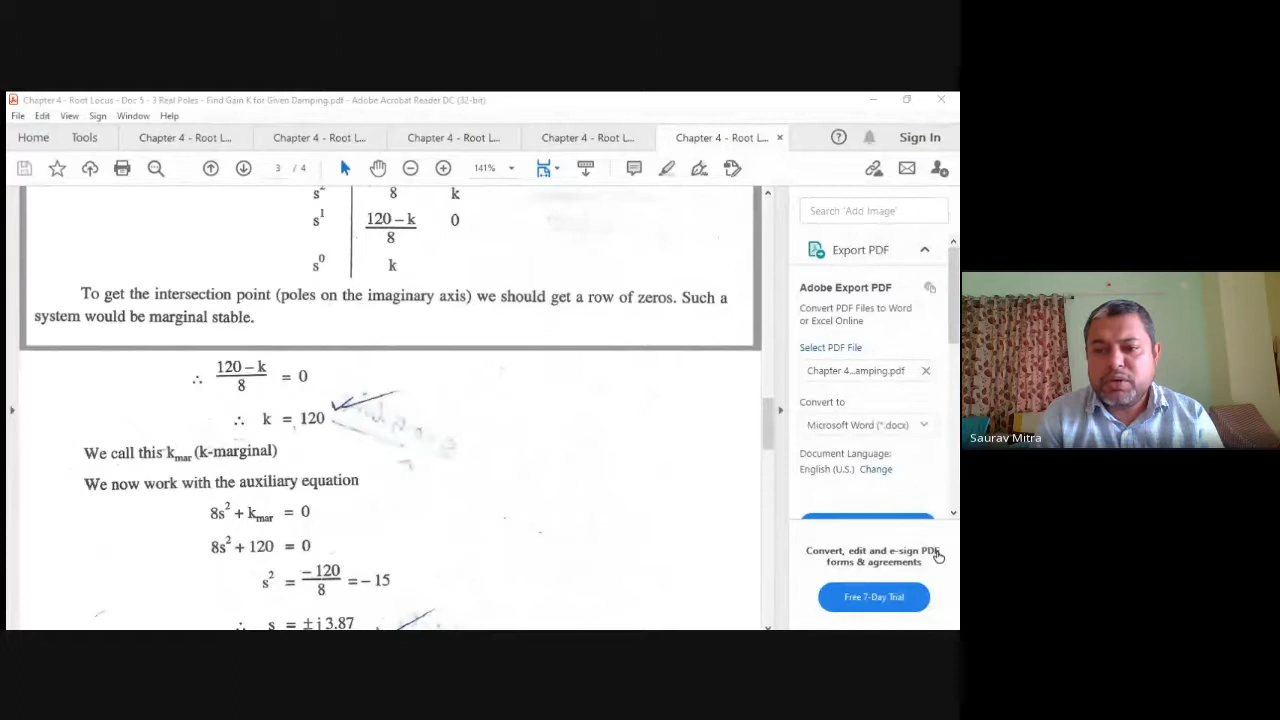 Chapter 4 - Root Locus - Doc 5 - 3 Real Poles - Find Gain K for Given Damping.pdf - Adobe Acrobat Reader DC (32-bit)
File Edit View Sign Window Help
Home Tools Chapter 4 - Root L... Chapter 4 - Root L... Chapter 4 - Root L... Chapter 4 - Root L... Chapter 4 - Root L... × Sign In
3 / 4 141%
s² 8 k
s¹ (120 – k)/8 0
s⁰ k
To get the intersection point (poles on the imaginary axis) we should get a row of zeros. Such a
system would be marginal stable.
∴ (120 – k)/8 = 0
∴ k = 120
We call this k_mar (k-marginal)
We now work with the auxiliary equation
8s² + k_mar = 0
8s² + 120 = 0
s² = –120/8 = – 15
∴ s = ± j 3.87
Search 'Add Image'
Export PDF
Adobe Export PDF
Convert PDF Files to Word
or Excel Online
Select PDF File
Chapter 4...amping.pdf ×
Convert to
Microsoft Word (*.docx)
Document Language:
English (U.S.) Change
Convert, edit and e-sign PDF
forms & agreements
Free 7-Day Trial
Saurav Mitra